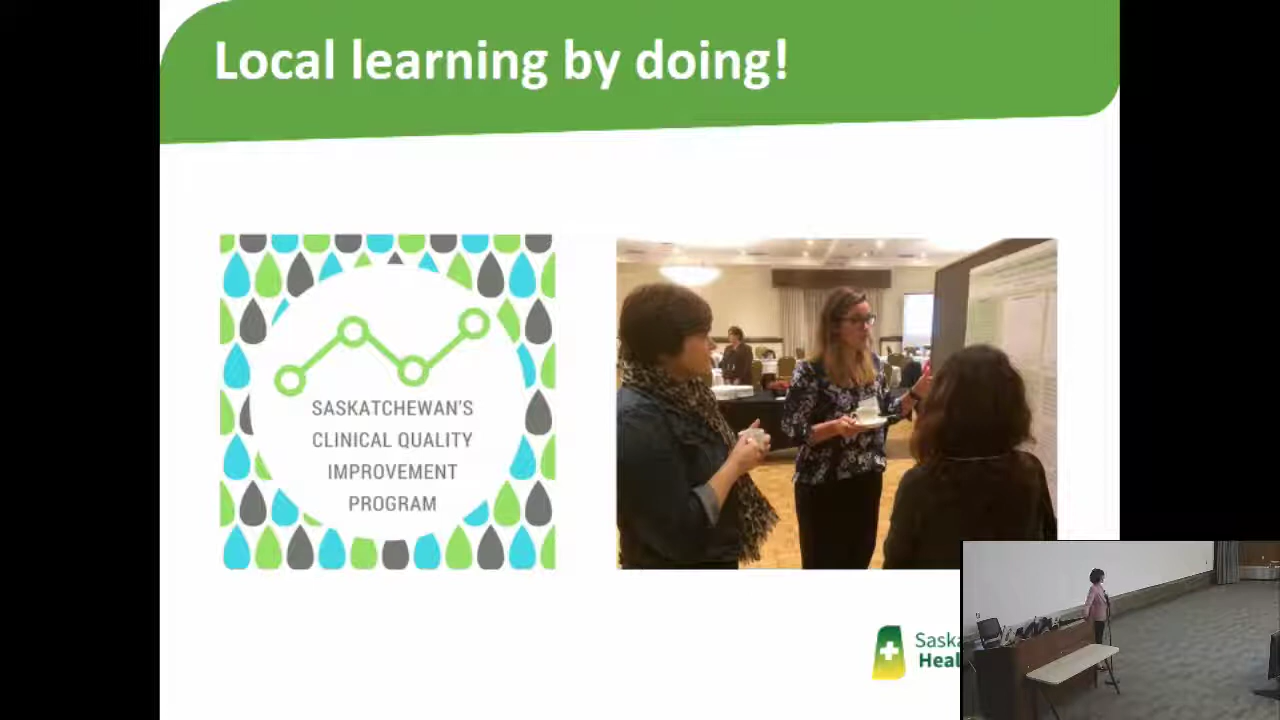 Local learning by doing!
SASKATCHEWAN'S
CLINICAL QUALITY
IMPROVEMENT
PROGRAM